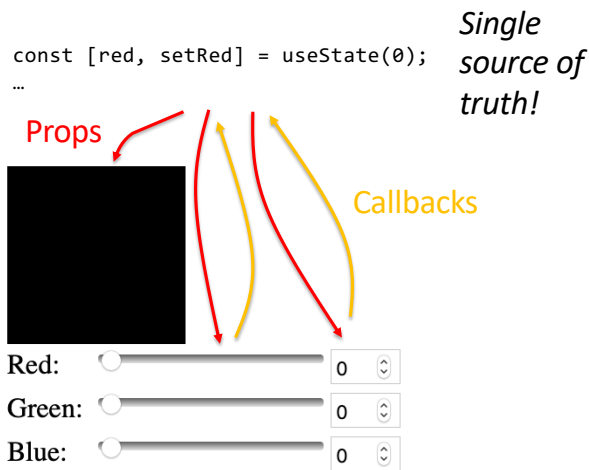 Single
source of
truth!
const [red, setRed] = useState(0);
…
Props
Callbacks
Red: 0
Green: 0
Blue: 0